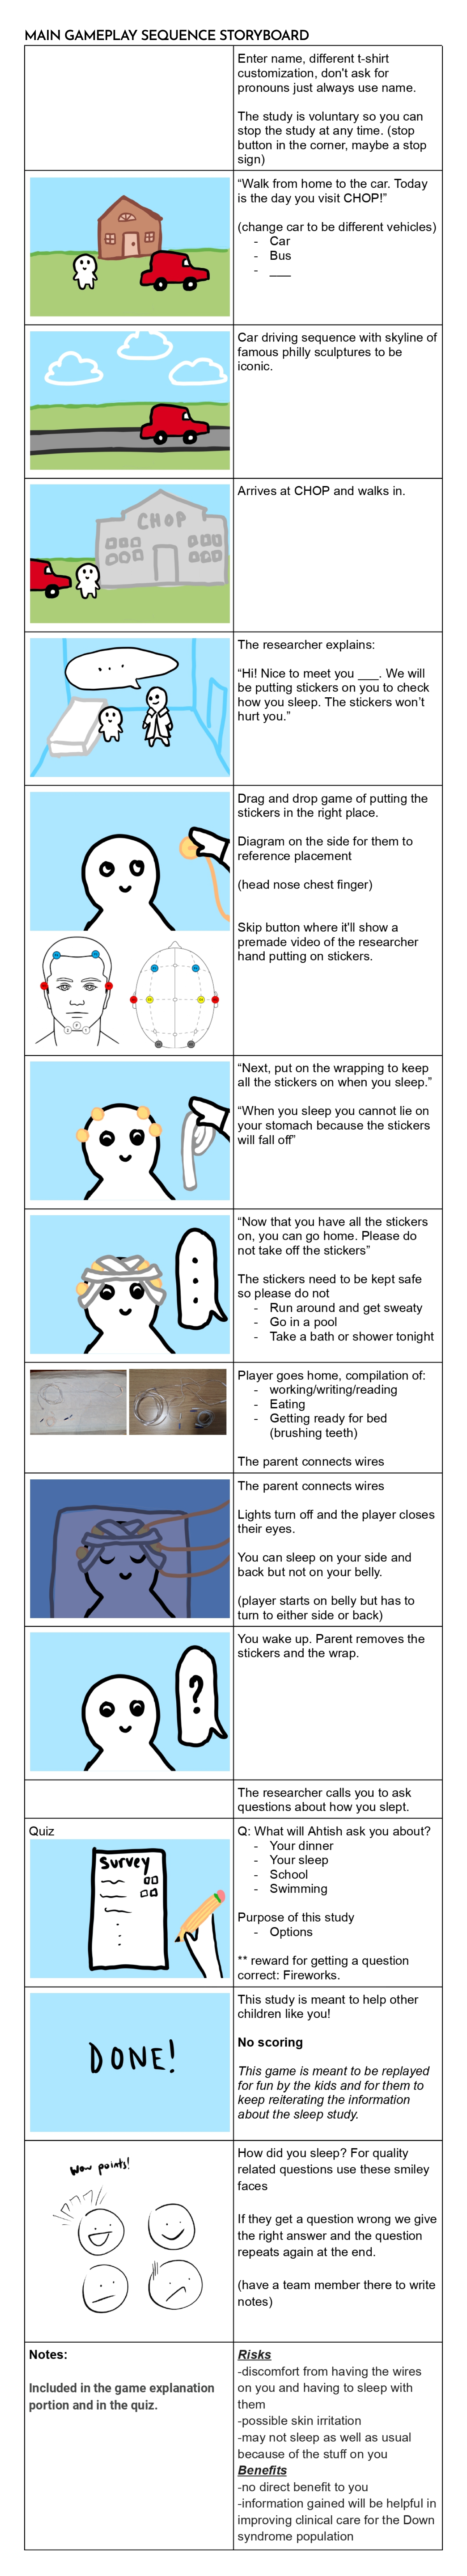 MAIN GAMEPLAY SEQUENCE STORYBOARD
Enter name, different t-shirt
customization, don't ask for
pronouns just always use name.
The study is voluntary so you can
stop the study at any time. (stop
button in the corner, maybe a stop
sign)
“Walk from home to the car. Today
is the day you visit CHOP!”
(change car to be different vehicles)
- Car
- Bus
- ___
Car driving sequence with skyline of
famous philly sculptures to be
iconic.
CHOP
Arrives at CHOP and walks in.
...
The researcher explains:
“Hi! Nice to meet you ___. We will
be putting stickers on you to check
how you sleep. The stickers won’t
hurt you.”
Drag and drop game of putting the
stickers in the right place.
Diagram on the side for them to
reference placement
(head nose chest finger)
Skip button where it'll show a
premade video of the researcher
hand putting on stickers.
“Next, put on the wrapping to keep
all the stickers on when you sleep.”
“When you sleep you cannot lie on
your stomach because the stickers
will fall off”
“Now that you have all the stickers
on, you can go home. Please do
not take off the stickers”
The stickers need to be kept safe
so please do not
- Run around and get sweaty
- Go in a pool
- Take a bath or shower tonight
Player goes home, compilation of:
- working/writing/reading
- Eating
- Getting ready for bed
(brushing teeth)
The parent connects wires
The parent connects wires
Lights turn off and the player closes
their eyes.
You can sleep on your side and
back but not on your belly.
(player starts on belly but has to
turn to either side or back)
?
You wake up. Parent removes the
stickers and the wrap.
The researcher calls you to ask
questions about how you slept.
Quiz
Survey
Q: What will Ahtish ask you about?
- Your dinner
- Your sleep
- School
- Swimming
Purpose of this study
- Options
** reward for getting a question
correct: Fireworks.
DONE!
This study is meant to help other
children like you!
No scoring
This game is meant to be replayed
for fun by the kids and for them to
keep reiterating the information
about the sleep study.
Wow points!
How did you sleep? For quality
related questions use these smiley
faces
If they get a question wrong we give
the right answer and the question
repeats again at the end.
(have a team member there to write
notes)
Notes:
Included in the game explanation
portion and in the quiz.
Risks
-discomfort from having the wires
on you and having to sleep with
them
-possible skin irritation
-may not sleep as well as usual
because of the stuff on you
Benefits
-no direct benefit to you
-information gained will be helpful in
improving clinical care for the Down
syndrome population